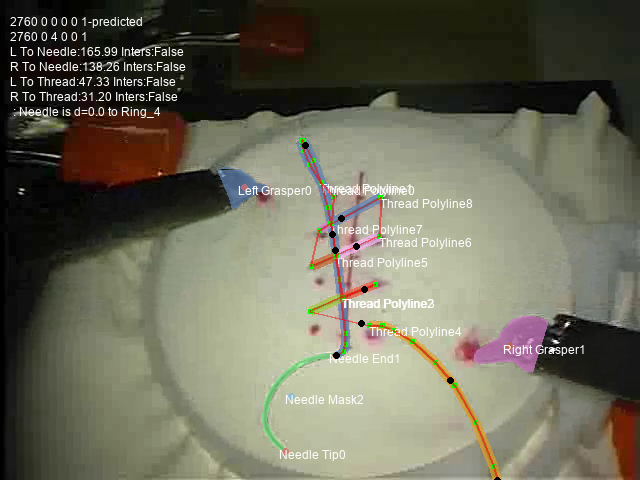 2760 0 0 0 0 1-predicted
2760 0 4 0 0 1
L To Needle:165.99 Inters:False
R To Needle:138.26 Inters:False
L To Thread:47.33 Inters:False
R To Thread:31.20 Inters:False
: Needle is d=0.0 to Ring_4
Left Grasper0
Thread Polyline0
Thread Polyline8
Thread Polyline7
Thread Polyline6
Thread Polyline5
Thread Polyline4
Right Grasper1
Needle End1
Needle Mask2
Needle Tip0